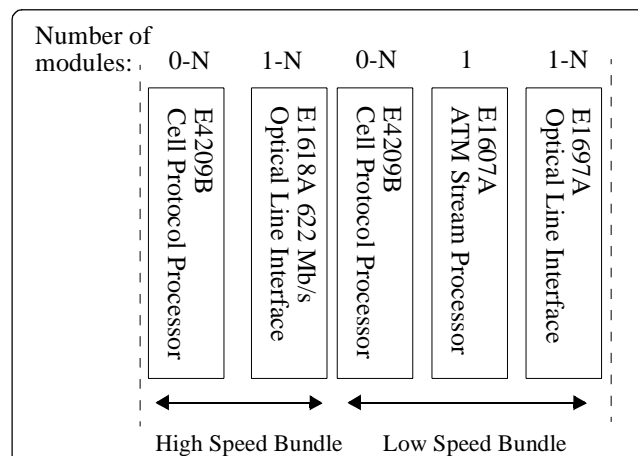 Number of
modules:
0-N
1-N
0-N
1
1-N
E4209B
Cell Protocol Processor
E1618A 622 Mb/s
Optical Line Interface
E4209B
Cell Protocol Processor
E1607A
ATM Stream Processor
E1697A
Optical Line Interface
High Speed Bundle
Low Speed Bundle